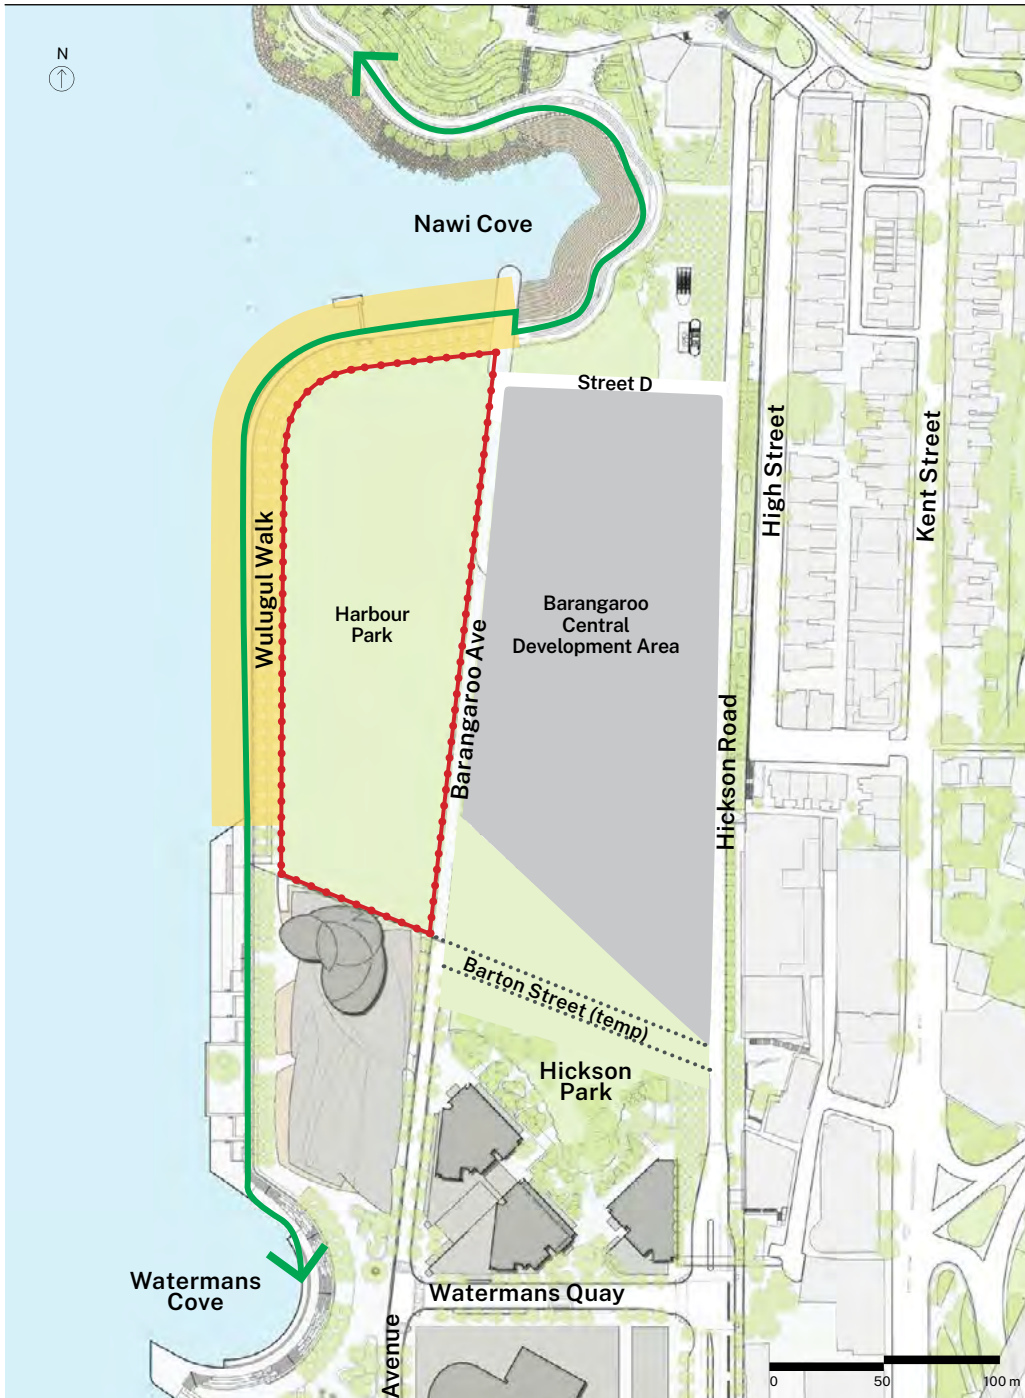 N
Nawi Cove
Street D
High Street
Kent Street
Wulugul Walk
Harbour
Park
Barangaroo Ave
Barangaroo
Central
Development Area
Hickson Road
Barton Street (temp)
Hickson
Park
Watermans
Cove
Watermans Quay
Avenue
0 50 100 m